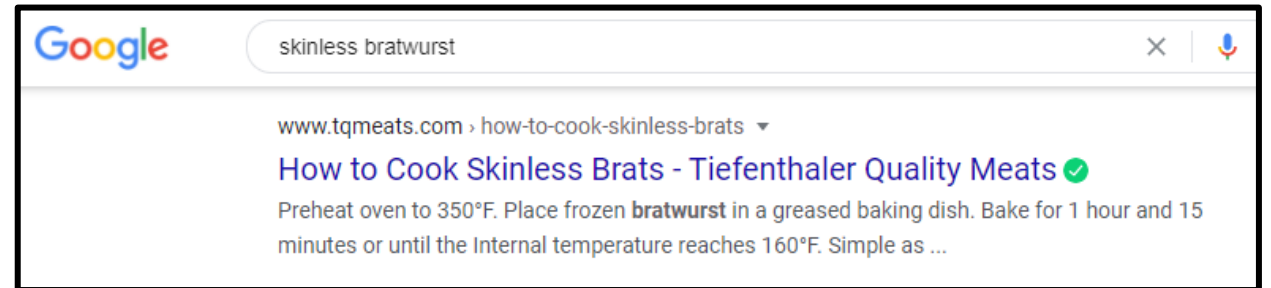 Google
skinless bratwurst
www.tqmeats.com › how-to-cook-skinless-brats
How to Cook Skinless Brats - Tiefenthaler Quality Meats
Preheat oven to 350°F. Place frozen bratwurst in a greased baking dish. Bake for 1 hour and 15
minutes or until the Internal temperature reaches 160°F. Simple as ...